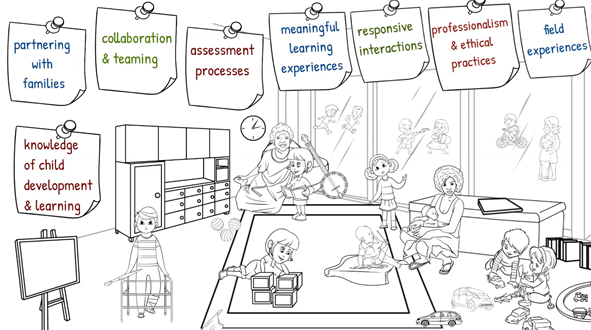 partnering
with
families
collaboration
& teaming
assessment
processes
meaningful
learning
experiences
responsive
interactions
professionalism
& ethical
practices
field
experiences
knowledge
of child
development
& learning